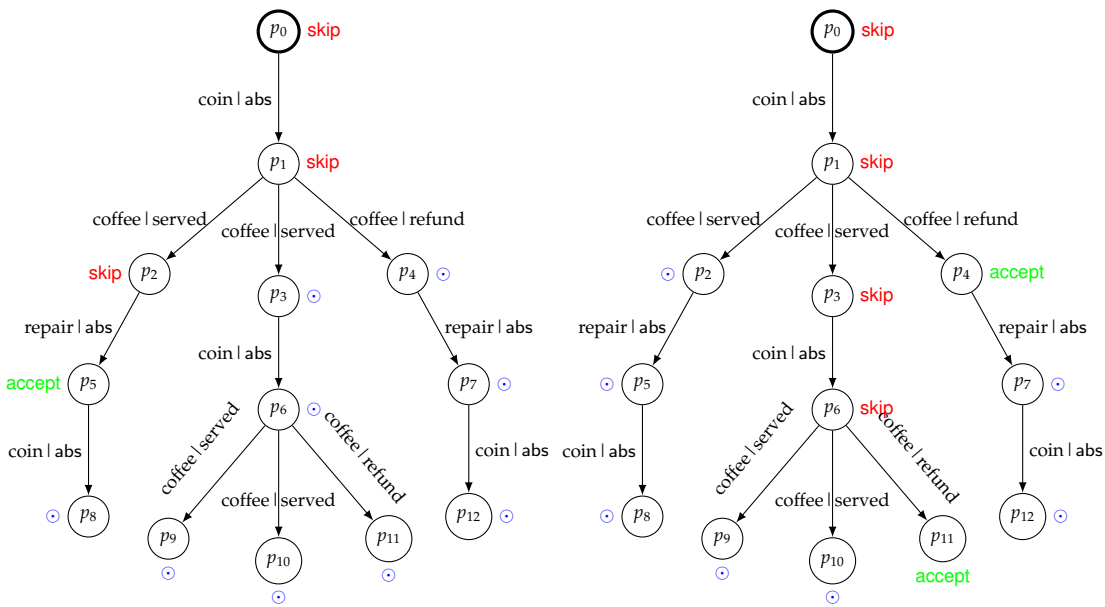 p0 skip p0 skip
coin | abs coin | abs
p1 skip p1 skip
coffee | served coffee | served coffee | refund coffee | served coffee | served coffee | refund
skip p2 p3 ⊙ p4 ⊙ ⊙ p2 p3 skip p4 accept
repair | abs coin | abs repair | abs repair | abs coin | abs repair | abs
accept p5 p6 ⊙ p7 ⊙ ⊙ p5 p6 skip p7 ⊙
coin | abs coffee | served coffee | served coffee | refund coin | abs coin | abs coffee | served coffee | served coffee | refund coin | abs
⊙ p8 p9 p10 p11 p12 ⊙ ⊙ p8 p9 p10 p11 p12 ⊙
⊙ ⊙ ⊙ ⊙ ⊙ accept